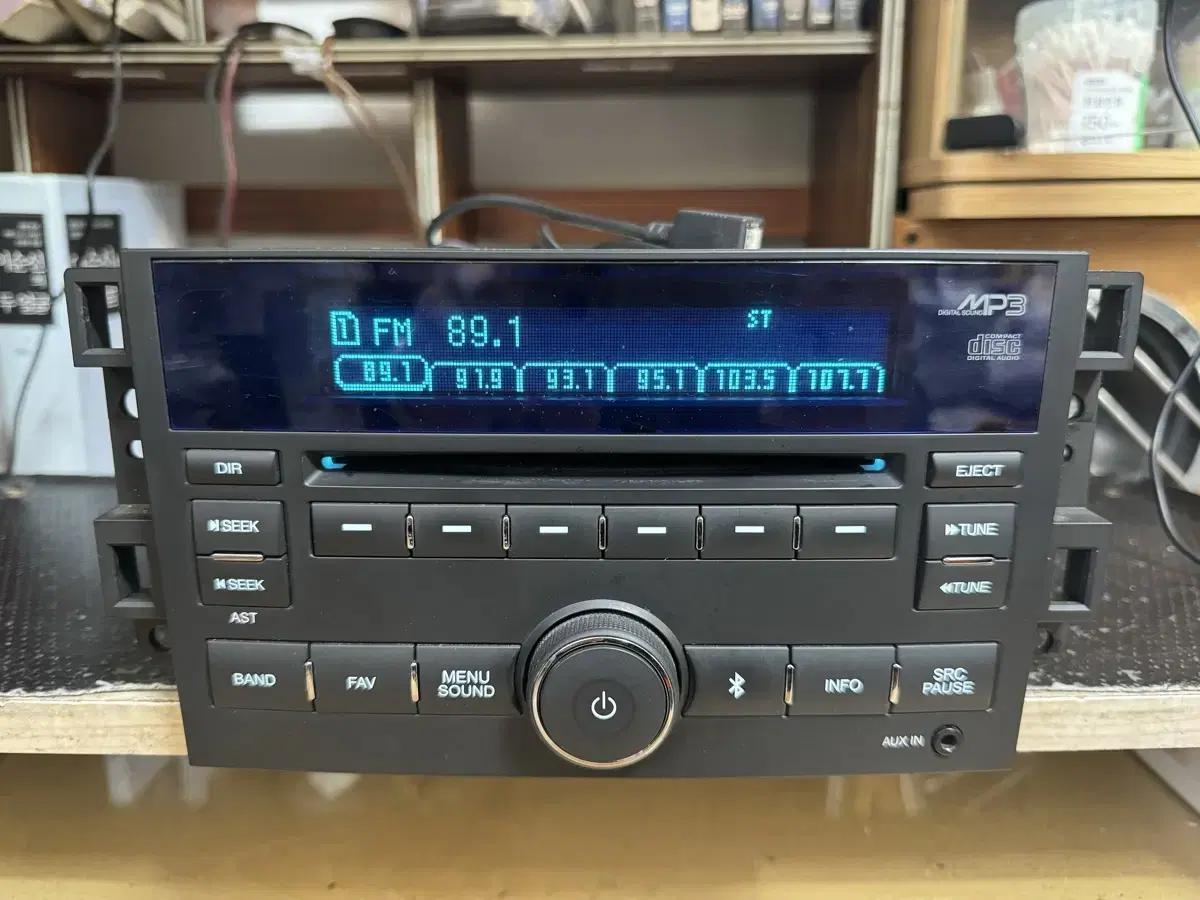 MP3
DIGITAL SOUND
1 FM 89.1 ST
COMPACT
disc
DIGITAL AUDIO
89.1 97.9 93.1 95.1 103.5 107.7
DIR
EJECT
SEEK
TUNE
SEEK
TUNE
AST
BAND
FAV
MENU
SOUND
INFO
SRC
PAUSE
AUX IN